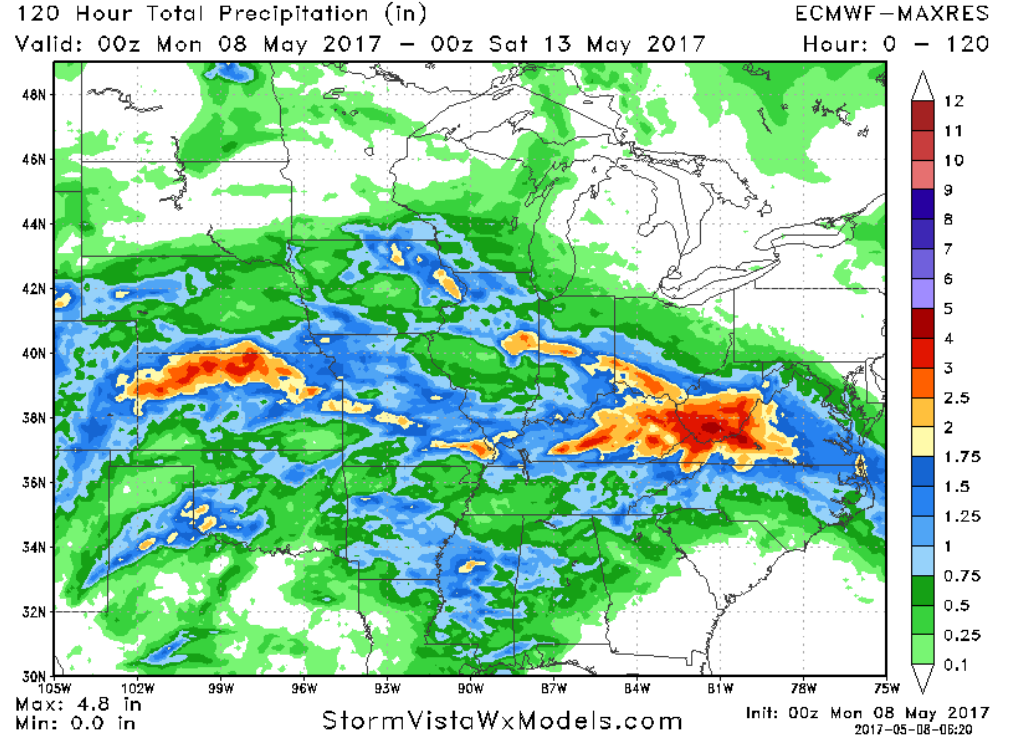 120 Hour Total Precipitation (in) ECMWF-MAXRES
Valid: 00z Mon 08 May 2017 - 00z Sat 13 May 2017 Hour: 0 - 120
48N
46N
44N
42N
40N
38N
36N
34N
32N
30N
105W 102W 99W 96W 93W 90W 87W 84W 81W 78W 75W
12
11
10
9
8
7
6
5
4
3
2.5
2
1.75
1.5
1.25
1
0.75
0.5
0.25
0.1
Max: 4.8 in
Min: 0.0 in
StormVistaWxModels.com
Init: 00z Mon 08 May 2017
2017-05-08-06:20